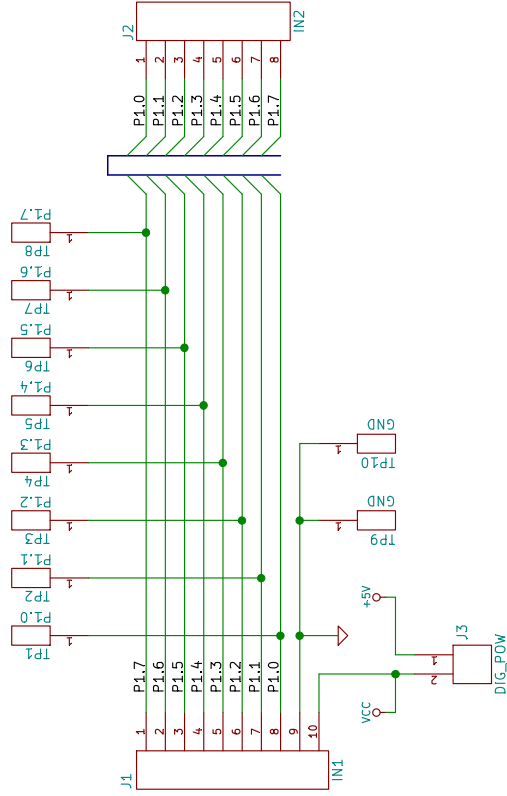 J2
IN2
1
2
3
4
5
6
7
8
P1.0
P1.1
P1.2
P1.3
P1.4
P1.5
P1.6
P1.7
P1.7
1
TP8
P1.6
1
TP7
P1.5
1
TP6
P1.4
1
TP5
P1.3
1
TP4
P1.2
1
TP3
P1.1
1
TP2
P1.0
1
TP1
GND
1
TP10
GND
1
TP9
+5V
VCC
J3
1
2
DIG_POW
P1.7
P1.6
P1.5
P1.4
P1.3
P1.2
P1.1
P1.0
1
2
3
4
5
6
7
8
9
10
J1
IN1